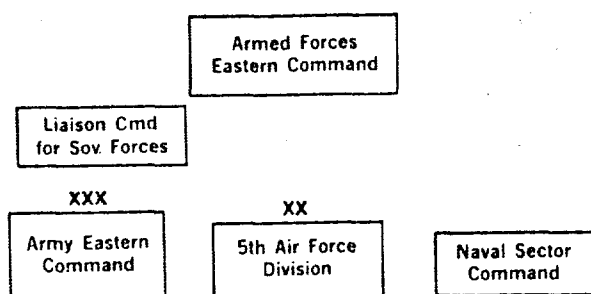 Armed Forces
Eastern Command
Liaison Cmd
for Sov. Forces
XXX
Army Eastern
Command
XX
5th Air Force
Division
Naval Sector
Command